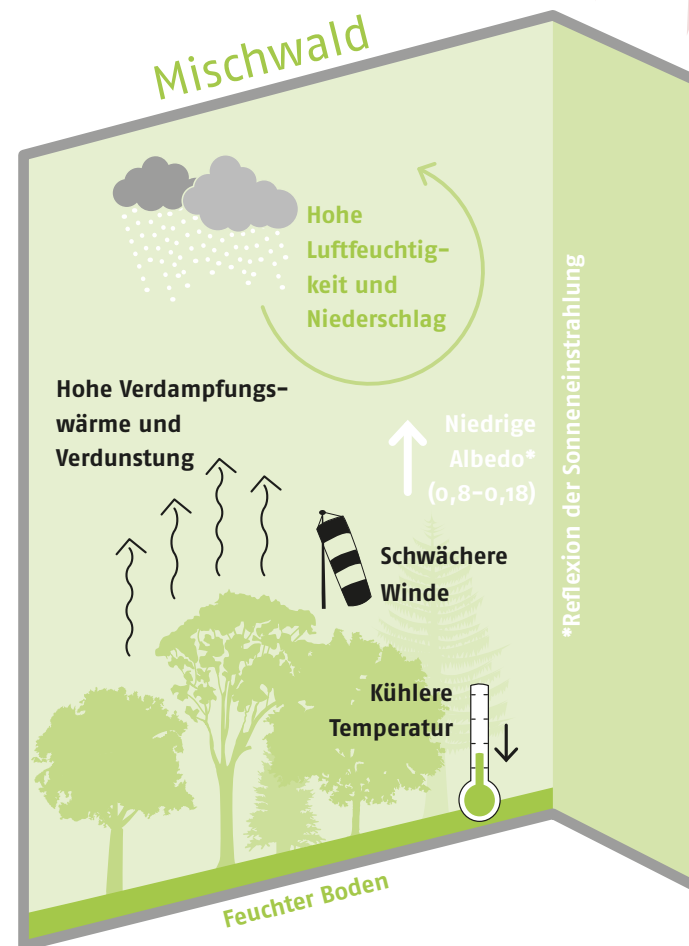 Mischwald
Hohe
Luftfeuchtig-
keit und
Niederschlag
Hohe Verdampfungs-
wärme und
Verdunstung
Niedrige
Albedo*
(0,8-0,18)
*Reflexion der Sonneneinstrahlung
Schwächere
Winde
Kühlere
Temperatur
Feuchter Boden